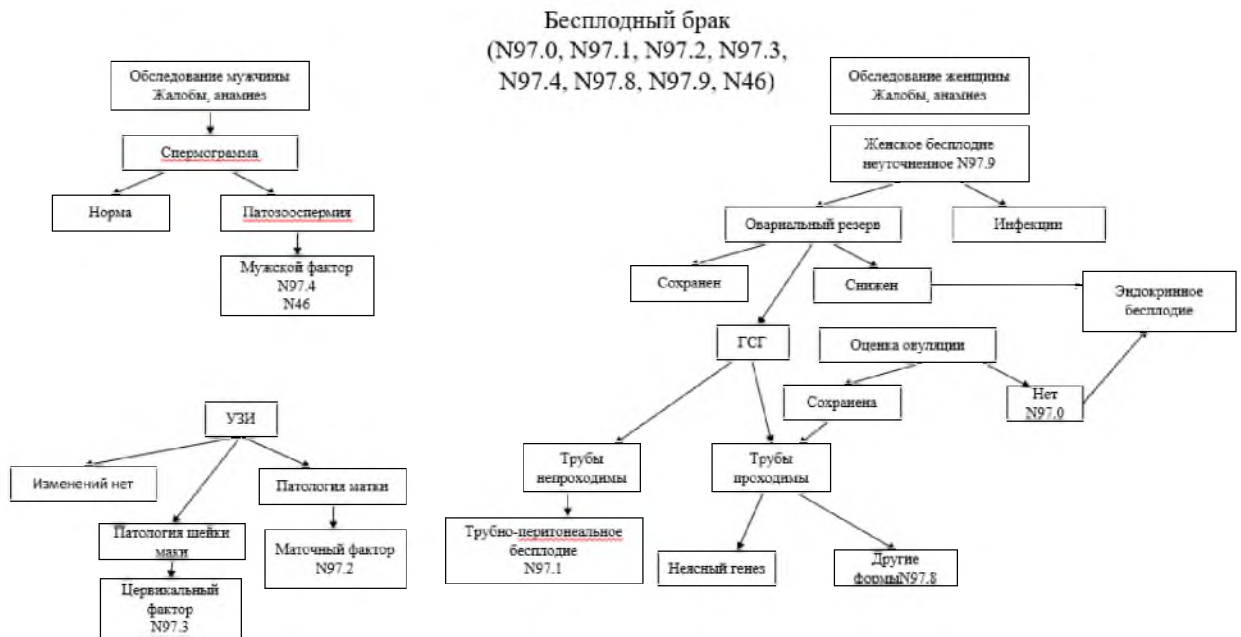 Бесплодный брак
(N97.0, N97.1, N97.2, N97.3,
N97.4, N97.8, N97.9, N46)
Обследование мужчины
Жалобы, анамнез
Спермограмма
Норма
Патозооспермия
Мужской фактор
N97.4
N46
Обследование женщины
Жалобы, анамнез
Женское бесплодие
неуточненное N97.9
Овариальный резерв
Инфекции
Сохранен
Снижен
Эндокринное
бесплодие
ГСГ
Оценка овуляции
Сохранена
Нет
N97.0
Трубы
непроходимы
Трубы
проходимы
Трубно-перитонеальное
бесплодие
N97.1
Неясный генез
Другие
формыN97.8
УЗИ
Изменений нет
Патология матки
Патология шейки
маки
Маточный фактор
N97.2
Цервикальный
фактор
N97.3